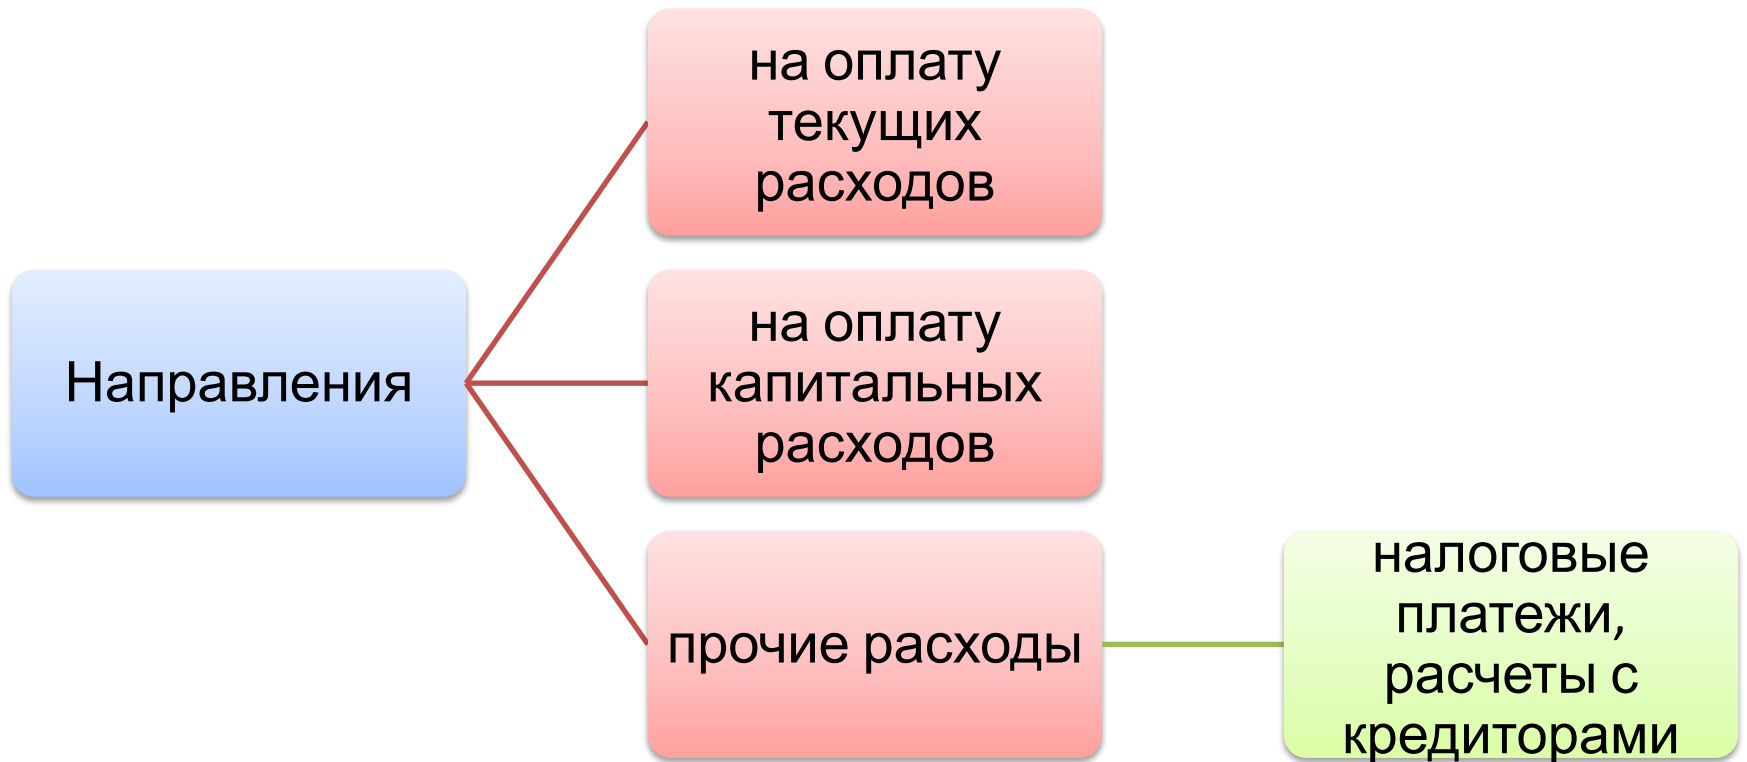 на оплату
текущих
расходов
Направления
на оплату
капитальных
расходов
прочие расходы
налоговые
платежи,
расчеты с
кредиторами